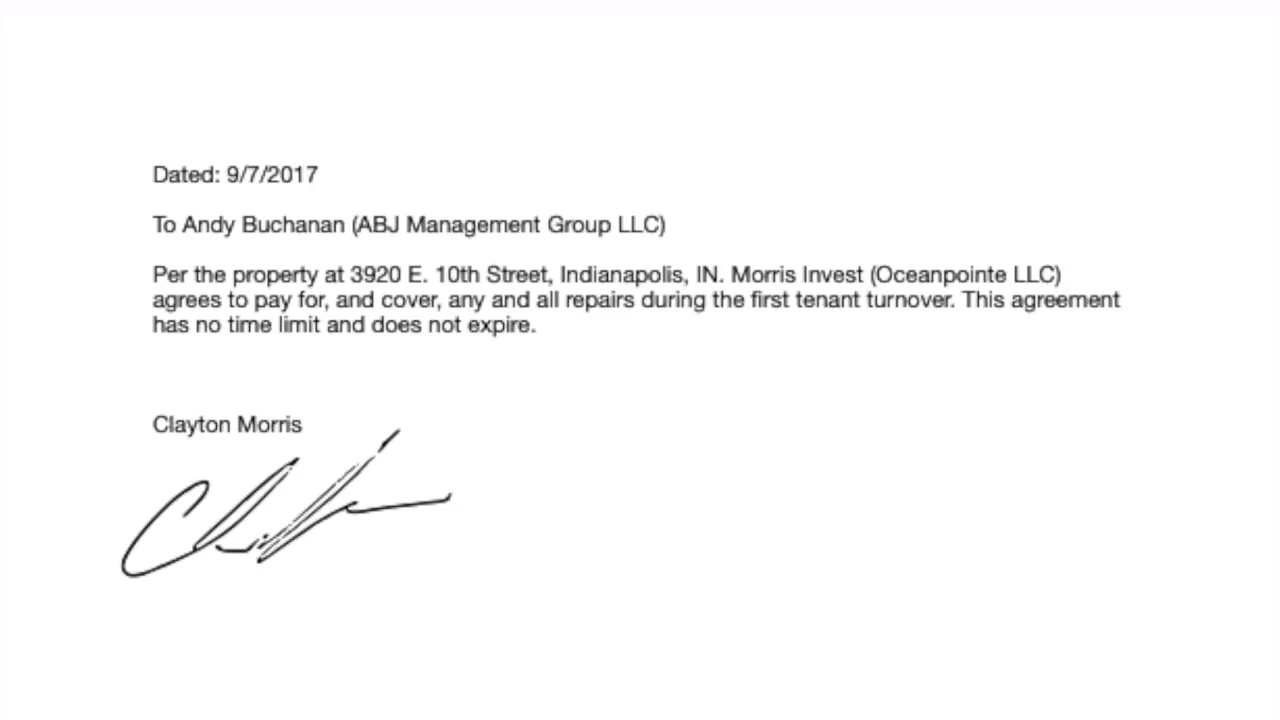 Dated: 9/7/2017
To Andy Buchanan (ABJ Management Group LLC)
Per the property at 3920 E. 10th Street, Indianapolis, IN. Morris Invest (Oceanpointe LLC)
agrees to pay for, and cover, any and all repairs during the first tenant turnover. This agreement
has no time limit and does not expire.
Clayton Morris